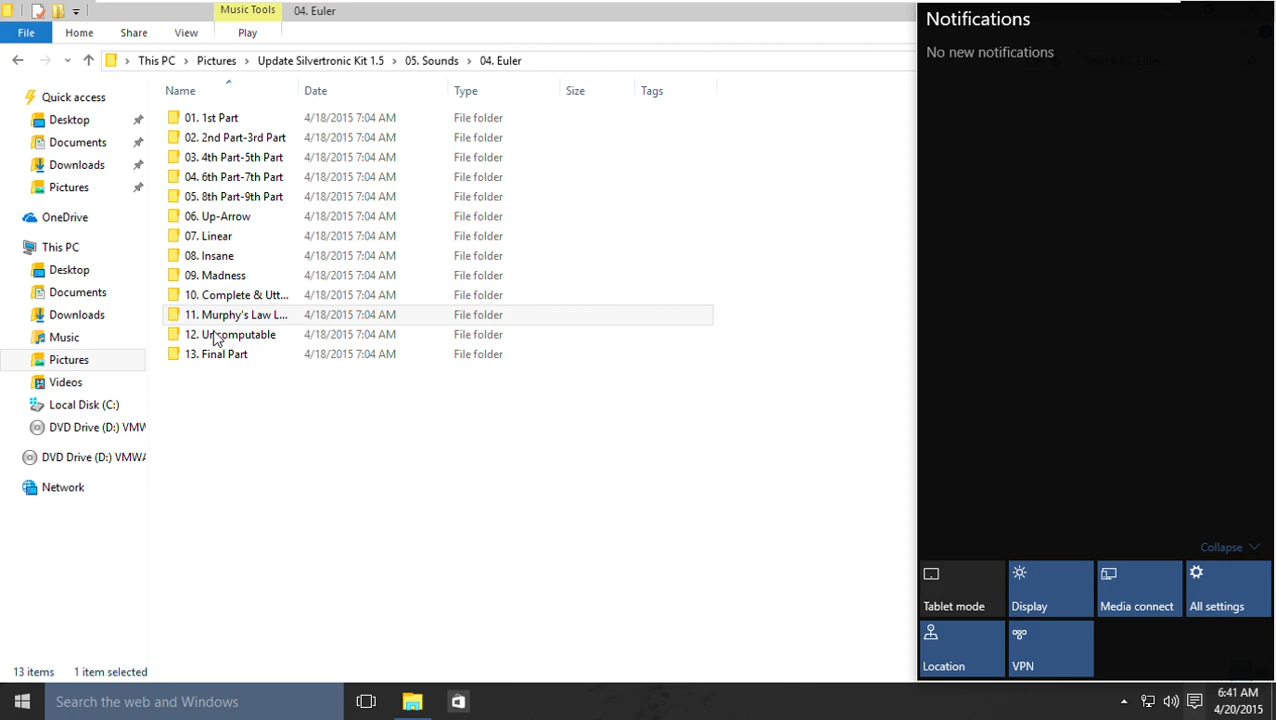 Music Tools
04. Euler
File
Home
Share
View
Play
This PC > Pictures > Update Silvertronic Kit 1.5 > 05. Sounds > 04. Euler
Name
Date
Type
Size
Tags
Quick access
Desktop
Documents
Downloads
Pictures
OneDrive
This PC
Desktop
Documents
Downloads
Music
Pictures
Videos
Local Disk (C:)
DVD Drive (D:) VMW
DVD Drive (D:) VMWA
Network
01. 1st Part 4/18/2015 7:04 AM File folder
02. 2nd Part-3rd Part 4/18/2015 7:04 AM File folder
03. 4th Part-5th Part 4/18/2015 7:04 AM File folder
04. 6th Part-7th Part 4/18/2015 7:04 AM File folder
05. 8th Part-9th Part 4/18/2015 7:04 AM File folder
06. Up-Arrow 4/18/2015 7:04 AM File folder
07. Linear 4/18/2015 7:04 AM File folder
08. Insane 4/18/2015 7:04 AM File folder
09. Madness 4/18/2015 7:04 AM File folder
10. Complete & Utt... 4/18/2015 7:04 AM File folder
11. Murphy's Law L... 4/18/2015 7:04 AM File folder
12. Uncomputable 4/18/2015 7:04 AM File folder
13. Final Part 4/18/2015 7:04 AM File folder
13 items 1 item selected
Notifications
No new notifications
Collapse
Tablet mode
Display
Media connect
All settings
Location
VPN
Search the web and Windows
6:41 AM
4/20/2015